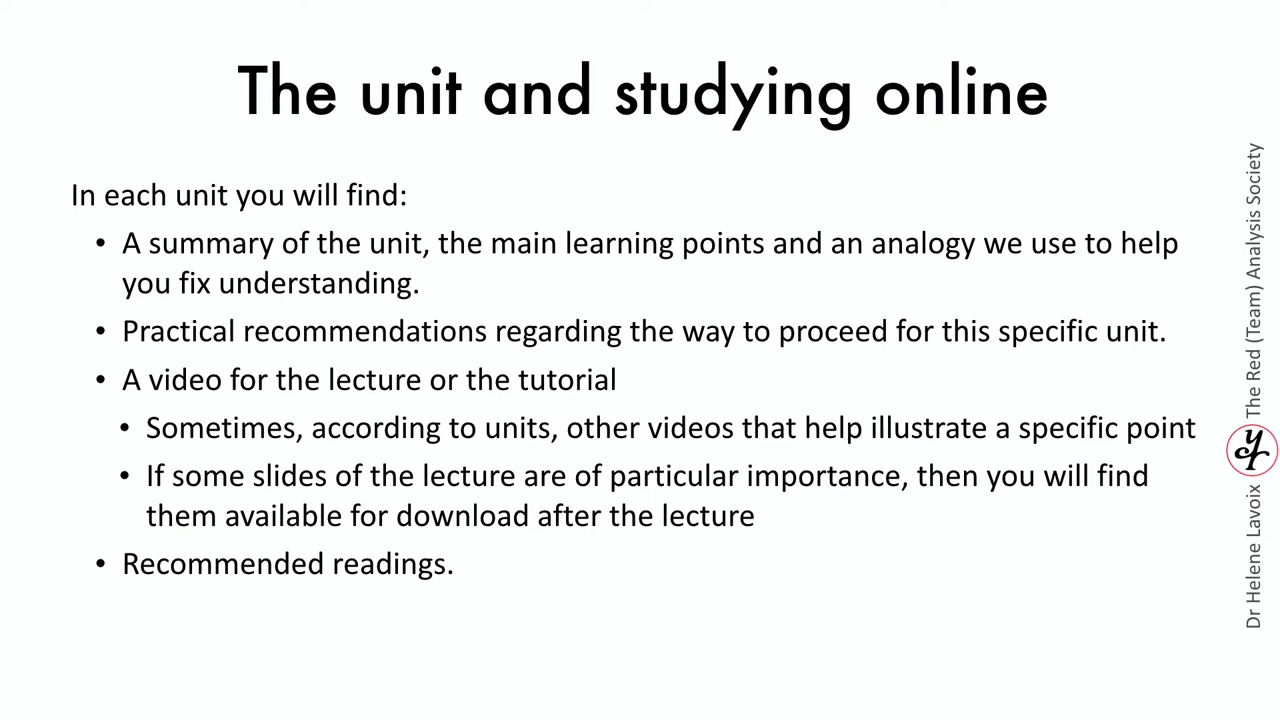 The unit and studying online
In each unit you will find:
• A summary of the unit, the main learning points and an analogy we use to help
you fix understanding.
• Practical recommendations regarding the way to proceed for this specific unit.
• A video for the lecture or the tutorial
• Sometimes, according to units, other videos that help illustrate a specific point
• If some slides of the lecture are of particular importance, then you will find
them available for download after the lecture
• Recommended readings.
Dr Helene Lavoix The Red (Team) Analysis Society